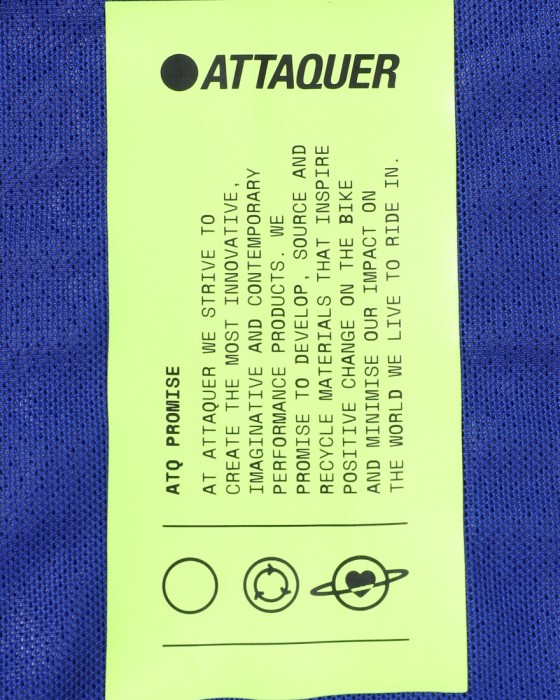 ATTAQUER
ATQ PROMISE
AT ATTAQUER WE STRIVE TO
CREATE THE MOST INNOVATIVE,
IMAGINATIVE AND CONTEMPORARY
PERFORMANCE PRODUCTS. WE
PROMISE TO DEVELOP, SOURCE AND
RECYCLE MATERIALS THAT INSPIRE
POSITIVE CHANGE ON THE BIKE
AND MINIMISE OUR IMPACT ON
THE WORLD WE LIVE TO RIDE IN.